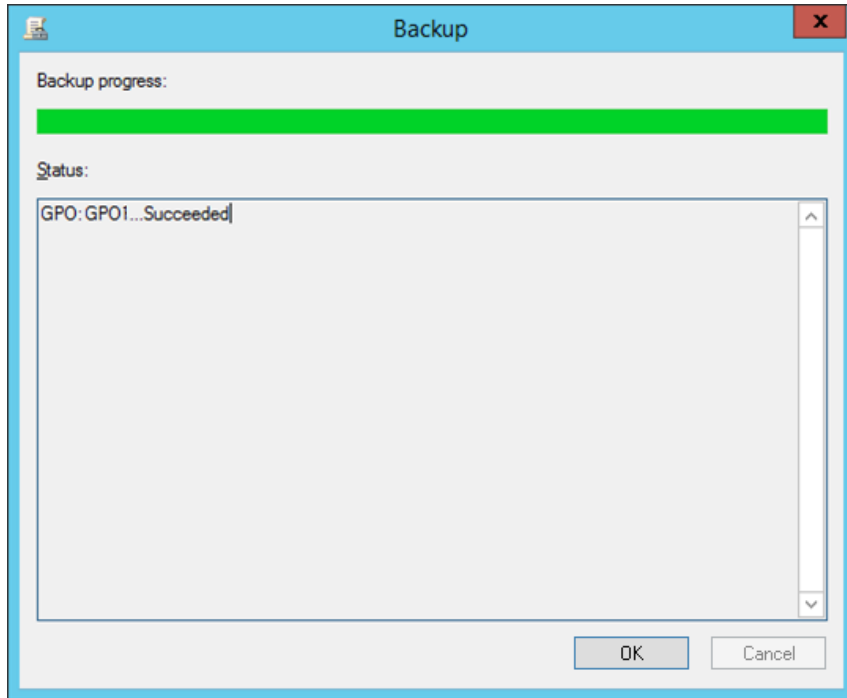 Backup
Backup progress:
Status:
GPO: GPO1...Succeeded
OK
Cancel